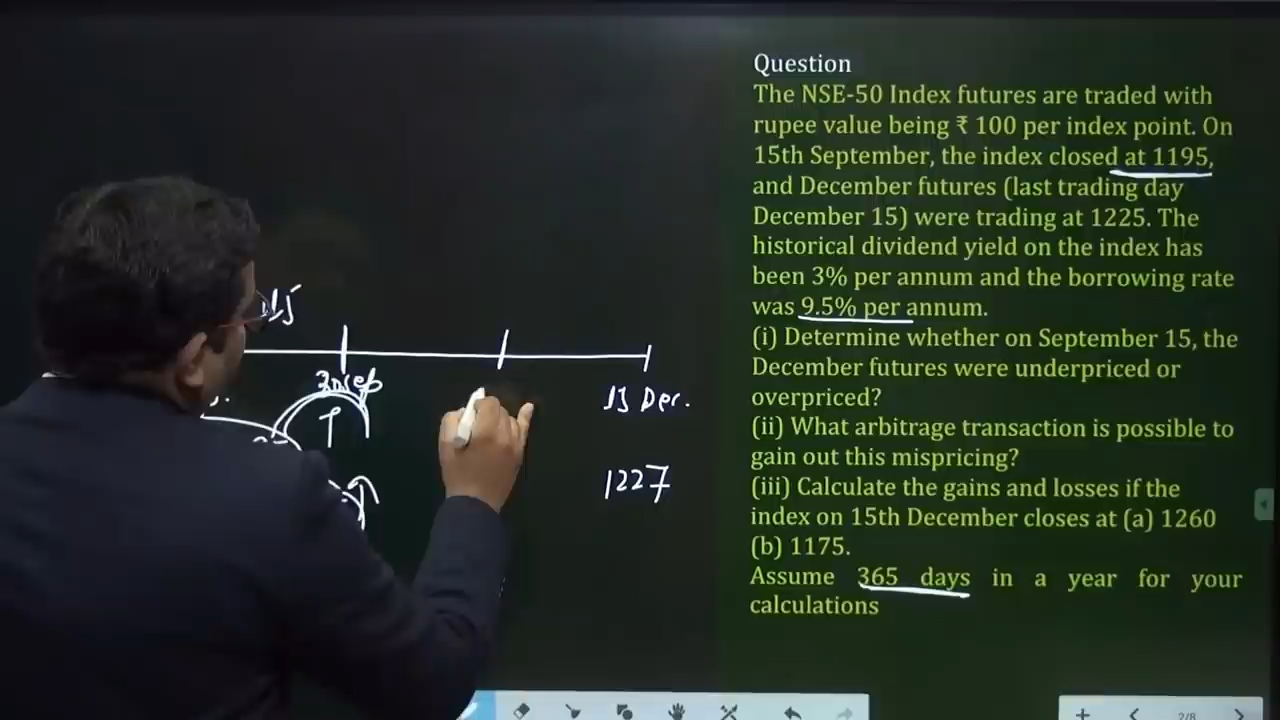 Question
The NSE-50 Index futures are traded with
rupee value being ₹ 100 per index point. On
15th September, the index closed at 1195,
and December futures (last trading day
December 15) were trading at 1225. The
historical dividend yield on the index has
been 3% per annum and the borrowing rate
was 9.5% per annum.
(i) Determine whether on September 15, the
December futures were underpriced or
overpriced?
(ii) What arbitrage transaction is possible to
gain out this mispricing?
(iii) Calculate the gains and losses if the
index on 15th December closes at (a) 1260
(b) 1175.
Assume 365 days in a year for your
calculations
15 Dec.
1227
2/8